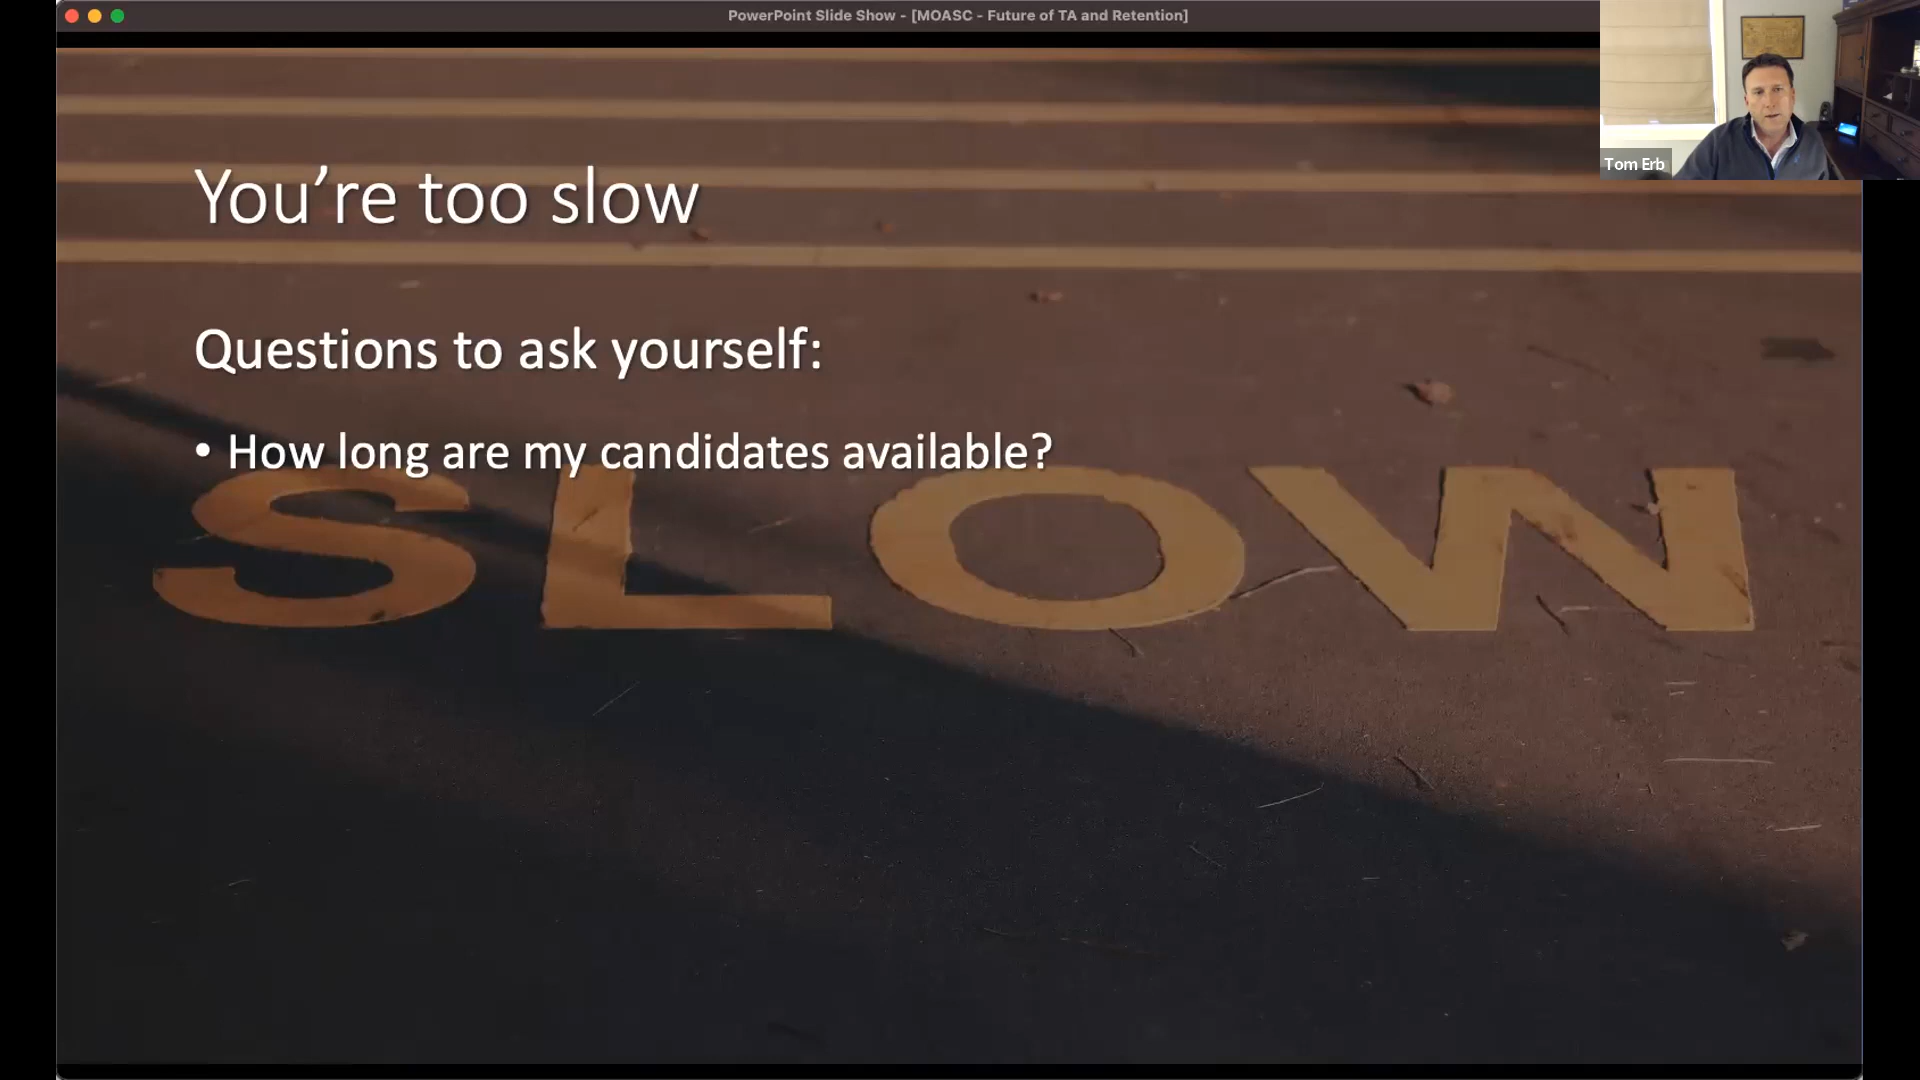 PowerPoint Slide Show - [MOASC - Future of TA and Retention]
Tom Erb
You’re too slow
Questions to ask yourself:
• How long are my candidates available?
SLOW